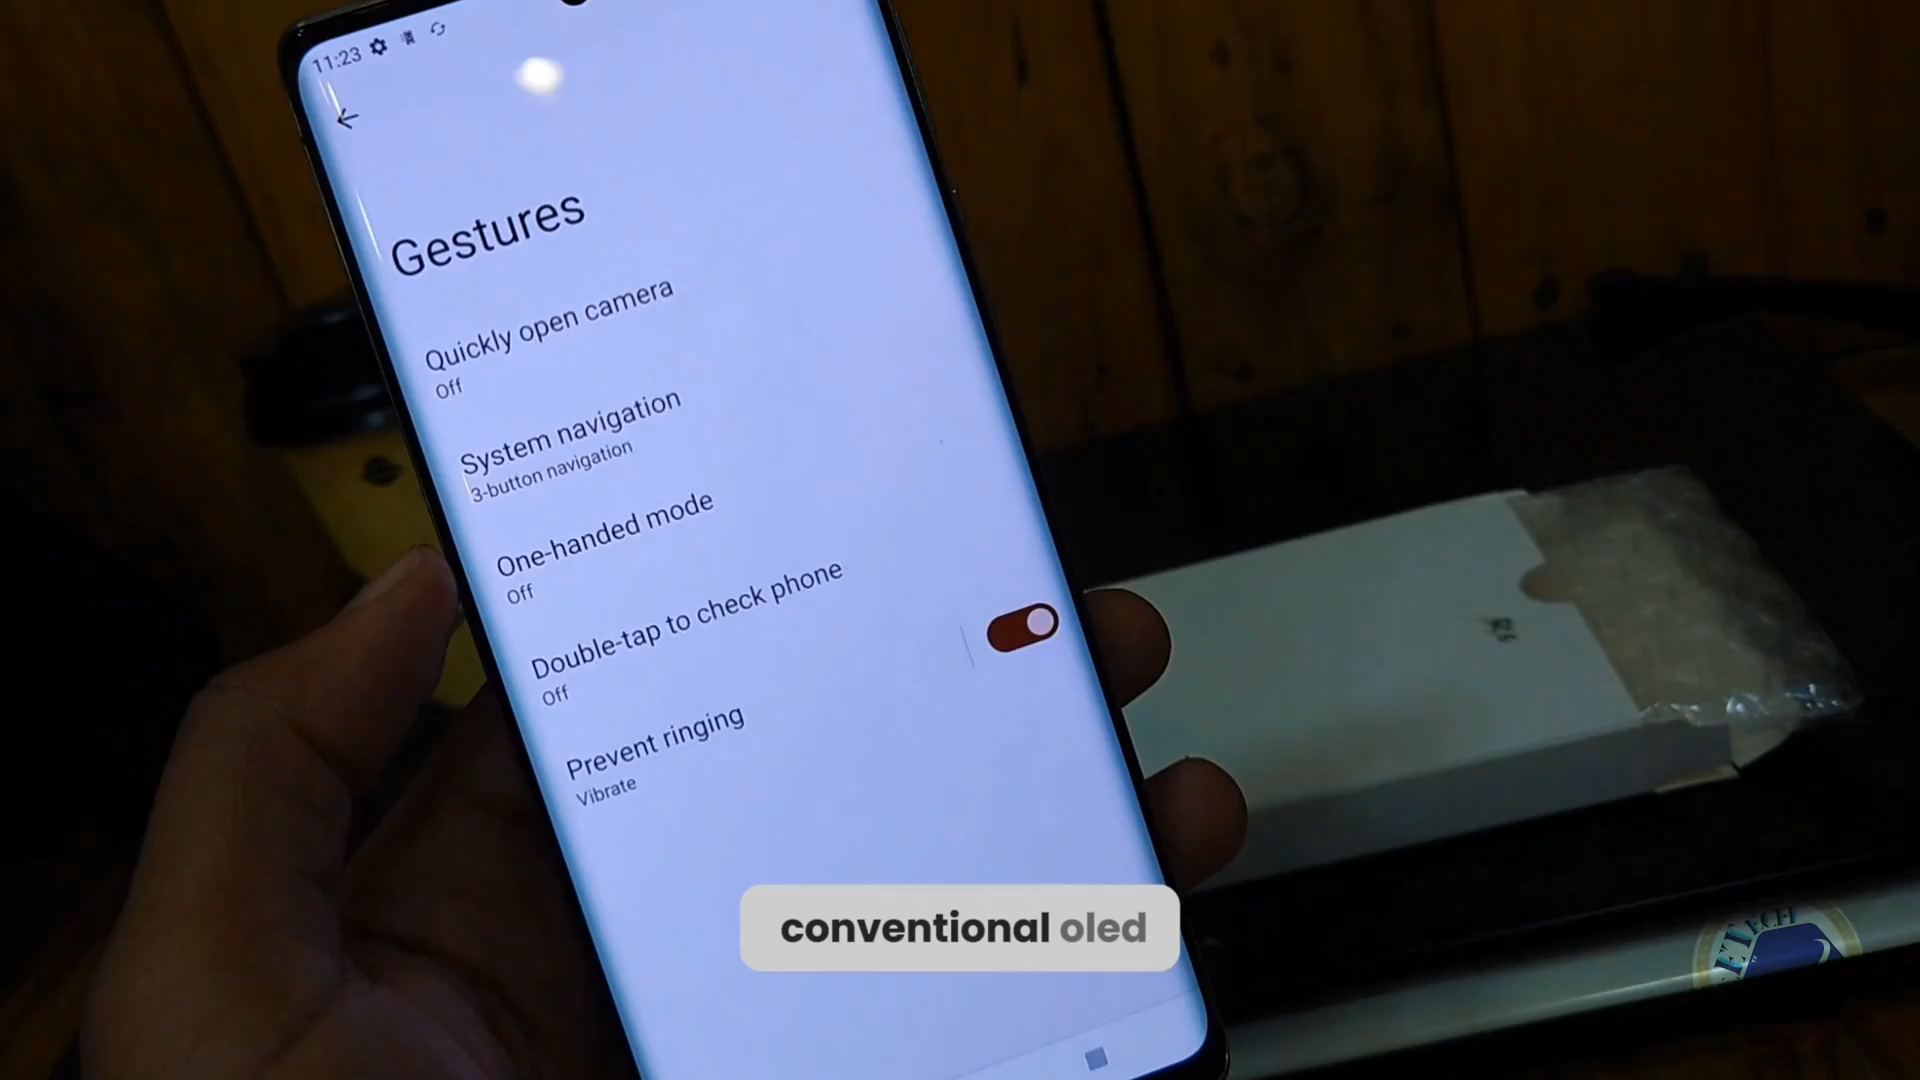 11:23
Gestures
Quickly open camera
Off
System navigation
3-button navigation
One-handed mode
Off
Double-tap to check phone
Off
Prevent ringing
Vibrate
conventional oled